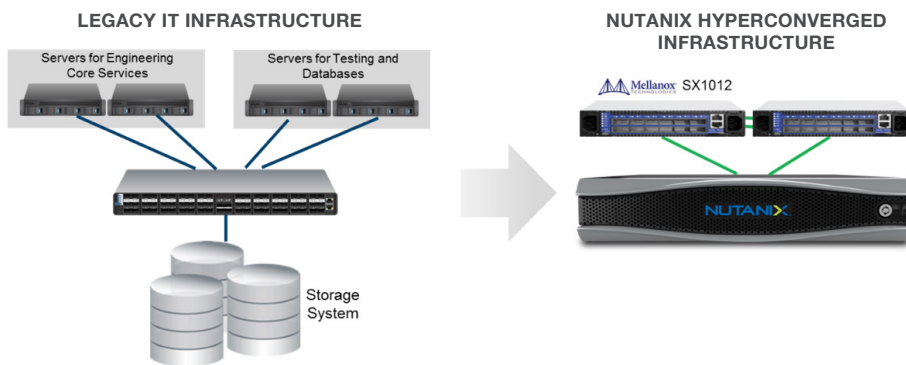 LEGACY IT INFRASTRUCTURE
Servers for Engineering
Core Services
Servers for Testing and
Databases
Storage
System
NUTANIX HYPERCONVERGED
INFRASTRUCTURE
Mellanox SX1012
TECHNOLOGIES
NUTANIX